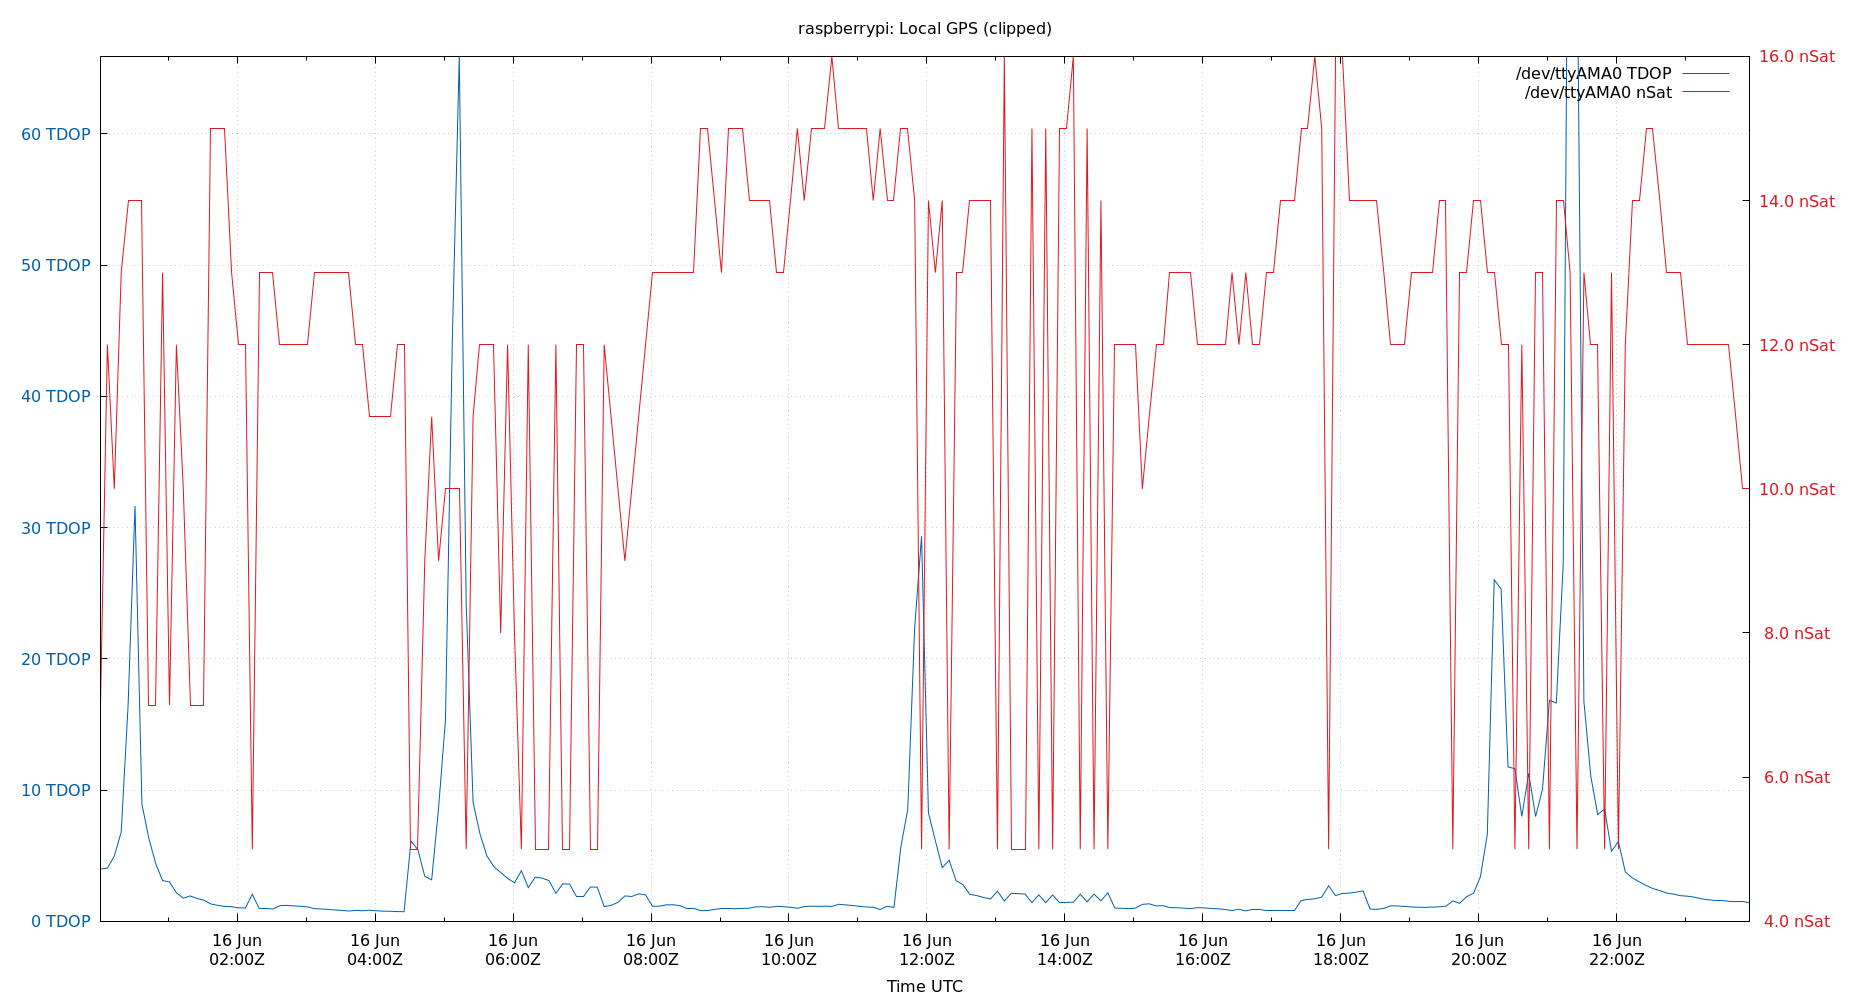 raspberrypi: Local GPS (clipped)
/dev/ttyAMA0 TDOP
/dev/ttyAMA0 nSat
60 TDOP
50 TDOP
40 TDOP
30 TDOP
20 TDOP
10 TDOP
0 TDOP
16.0 nSat
14.0 nSat
12.0 nSat
10.0 nSat
8.0 nSat
6.0 nSat
4.0 nSat
16 Jun
02:00Z
16 Jun
04:00Z
16 Jun
06:00Z
16 Jun
08:00Z
16 Jun
10:00Z
16 Jun
12:00Z
16 Jun
14:00Z
16 Jun
16:00Z
16 Jun
18:00Z
16 Jun
20:00Z
16 Jun
22:00Z
Time UTC